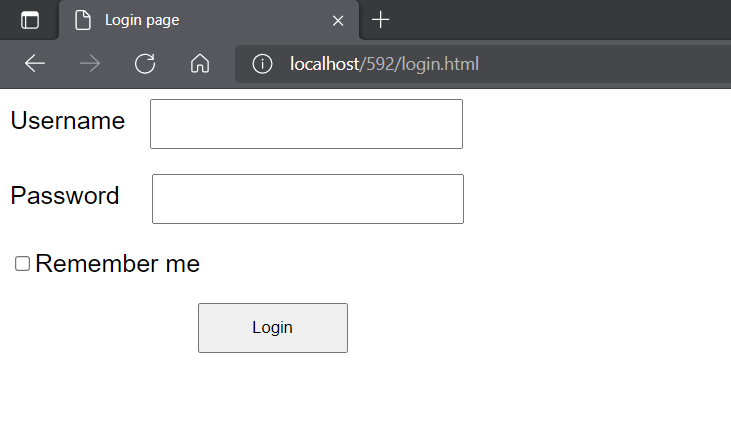 Login page
localhost/592/login.html
Username
Password
Remember me
Login